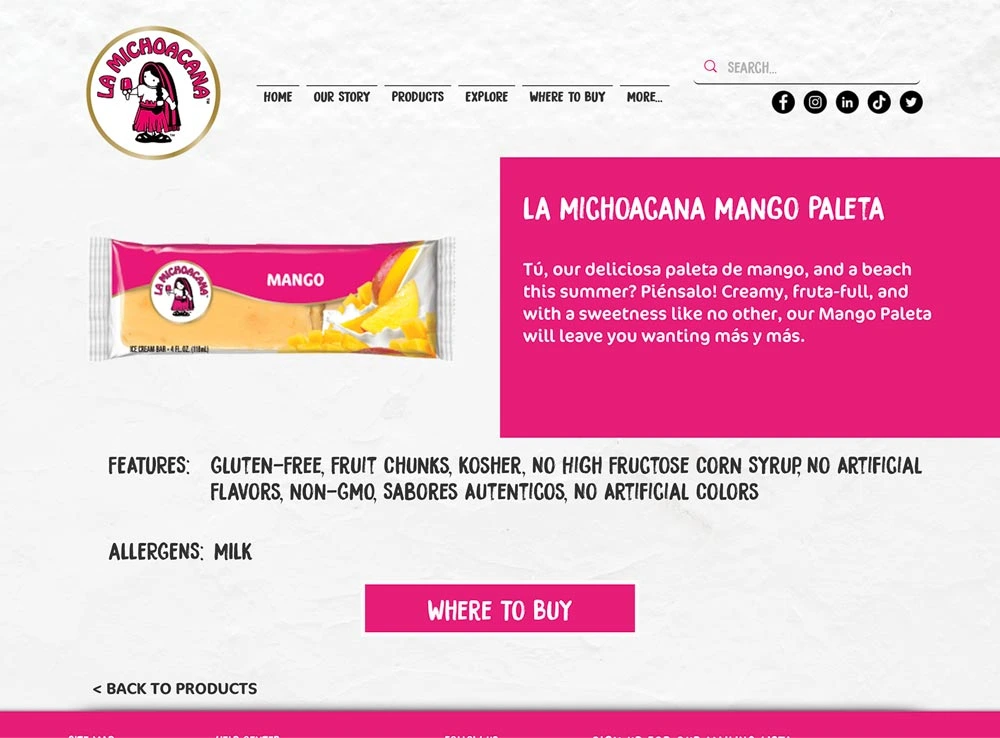 LA MICHOACANA
HOME
OUR STORY
PRODUCTS
EXPLORE
WHERE TO BUY
MORE...
SEARCH...
LA MICHOACANA
MANGO
ICE CREAM BAR • 4 FL. OZ. (118mL)
LA MICHOACANA MANGO PALETA
Tú, our deliciosa paleta de mango, and a beach
this summer? Piénsalo! Creamy, fruta-full, and
with a sweetness like no other, our Mango Paleta
will leave you wanting más y más.
FEATURES: GLUTEN-FREE, FRUIT CHUNKS, KOSHER, NO HIGH FRUCTOSE CORN SYRUP, NO ARTIFICIAL
FLAVORS, NON-GMO, SABORES AUTENTICOS, NO ARTIFICIAL COLORS
ALLERGENS: MILK
WHERE TO BUY
< BACK TO PRODUCTS